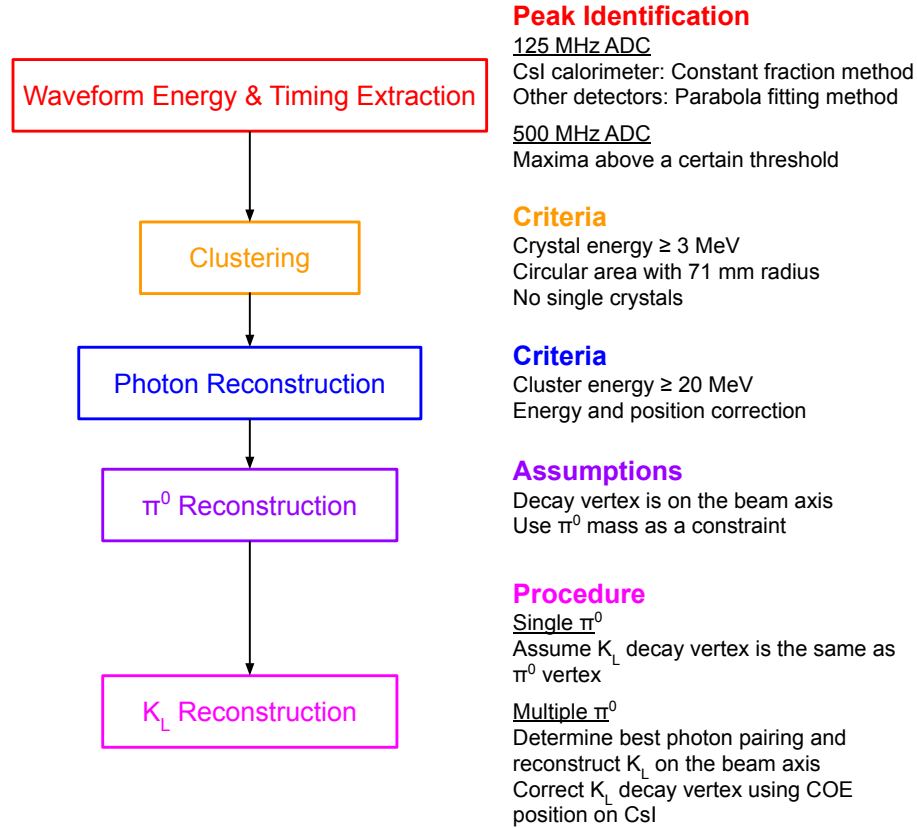 Peak Identification
125 MHz ADC
CsI calorimeter: Constant fraction method
Other detectors: Parabola fitting method
500 MHz ADC
Maxima above a certain threshold
Waveform Energy & Timing Extraction
Criteria
Crystal energy ≥ 3 MeV
Circular area with 71 mm radius
No single crystals
Clustering
Criteria
Cluster energy ≥ 20 MeV
Energy and position correction
Photon Reconstruction
Assumptions
Decay vertex is on the beam axis
Use π⁰ mass as a constraint
π⁰ Reconstruction
Procedure
Single π⁰
Assume K_L decay vertex is the same as
π⁰ vertex
Multiple π⁰
Determine best photon pairing and
reconstruct K_L on the beam axis
Correct K_L decay vertex using COE
position on CsI
K_L Reconstruction